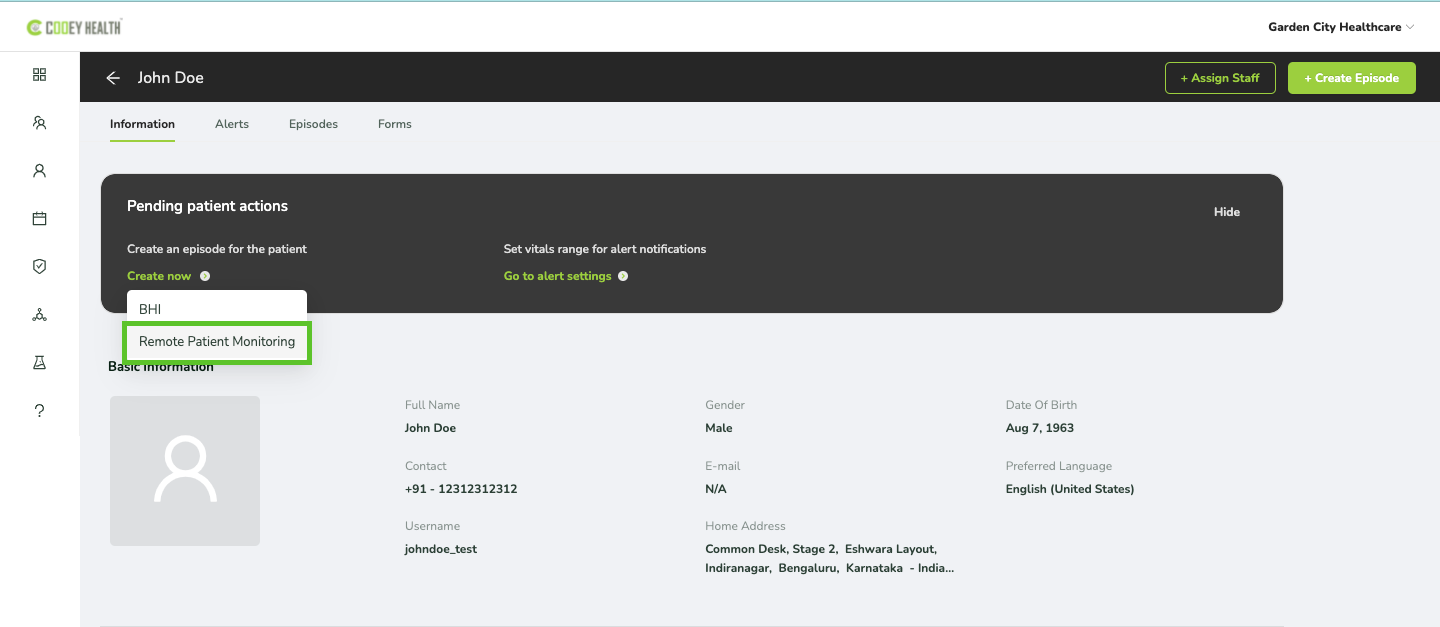 COOEY HEALTH
Garden City Healthcare
John Doe
+ Assign Staff
+ Create Episode
Information
Alerts
Episodes
Forms
Pending patient actions
Hide
Create an episode for the patient
Set vitals range for alert notifications
Create now
Go to alert settings
BHI
Remote Patient Monitoring
Basic Information
Full Name
Gender
Date Of Birth
John Doe
Male
Aug 7, 1963
Contact
E-mail
Preferred Language
+91 - 12312312312
N/A
English (United States)
Username
Home Address
johndoe_test
Common Desk, Stage 2, Eshwara Layout,
Indiranagar, Bengaluru, Karnataka - India...